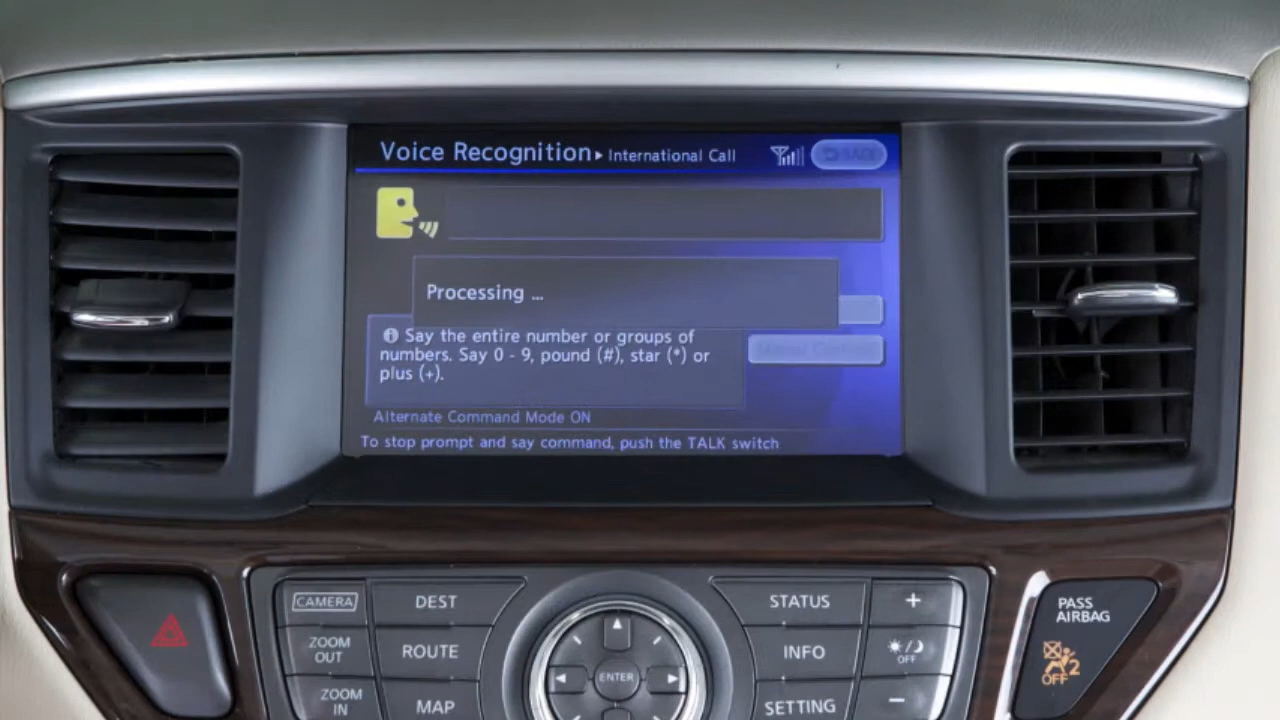 Voice Recognition ▸ International Call
BACK
Processing ...
Say the entire number or groups of
numbers. Say 0 - 9, pound (#), star (*) or
plus (+).
Alternate Command Mode ON
To stop prompt and say command, push the TALK switch
CAMERA
DEST
ZOOM
OUT
ROUTE
ZOOM
IN
MAP
ENTER
STATUS
+
INFO
OFF
SETTING
−
PASS
AIRBAG
OFF
2